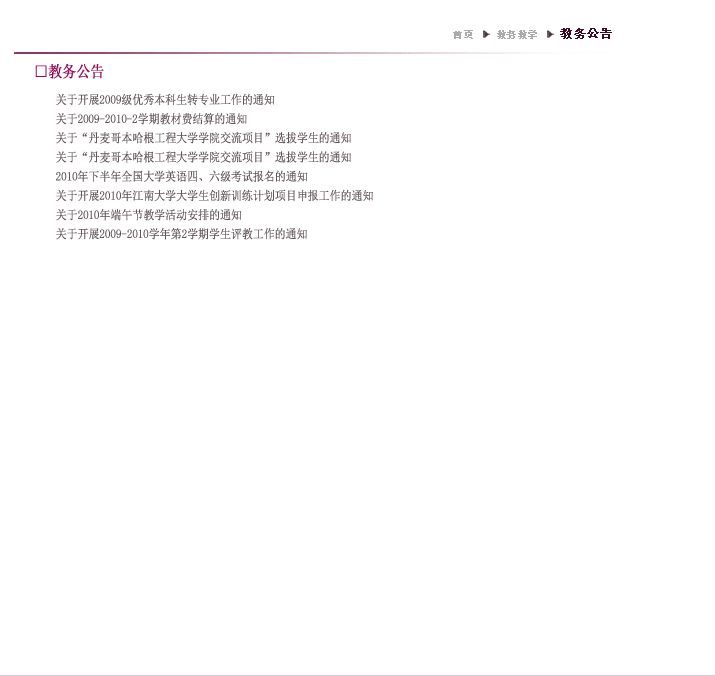 首页 ▶ 教务教学 ▶ 教务公告
□教务公告
关于开展2009级优秀本科生转专业工作的通知
关于2009-2010-2学期教材费结算的通知
关于“丹麦哥本哈根工程大学学院交流项目”选拔学生的通知
关于“丹麦哥本哈根工程大学学院交流项目”选拔学生的通知
2010年下半年全国大学英语四、六级考试报名的通知
关于开展2010年江南大学大学生创新训练计划项目申报工作的通知
关于2010年端午节教学活动安排的通知
关于开展2009-2010学年第2学期学生评教工作的通知